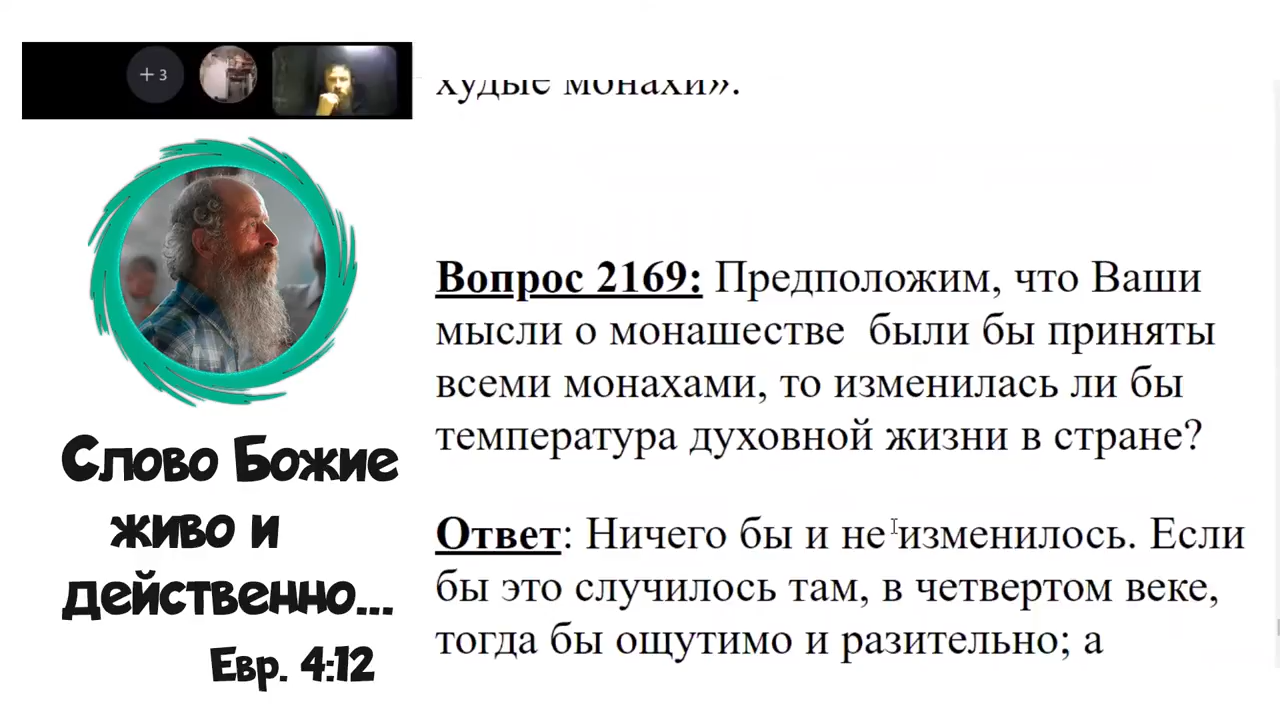 +3
худые монахи».
Вопрос 2169: Предположим, что Ваши
мысли о монашестве были бы приняты
всеми монахами, то изменилась ли бы
температура духовной жизни в стране?
Ответ: Ничего бы и не изменилось. Если
бы это случилось там, в четвертом веке,
тогда бы ощутимо и разительно; а
Слово Божие
живо и
действенно...
Евр. 4:12